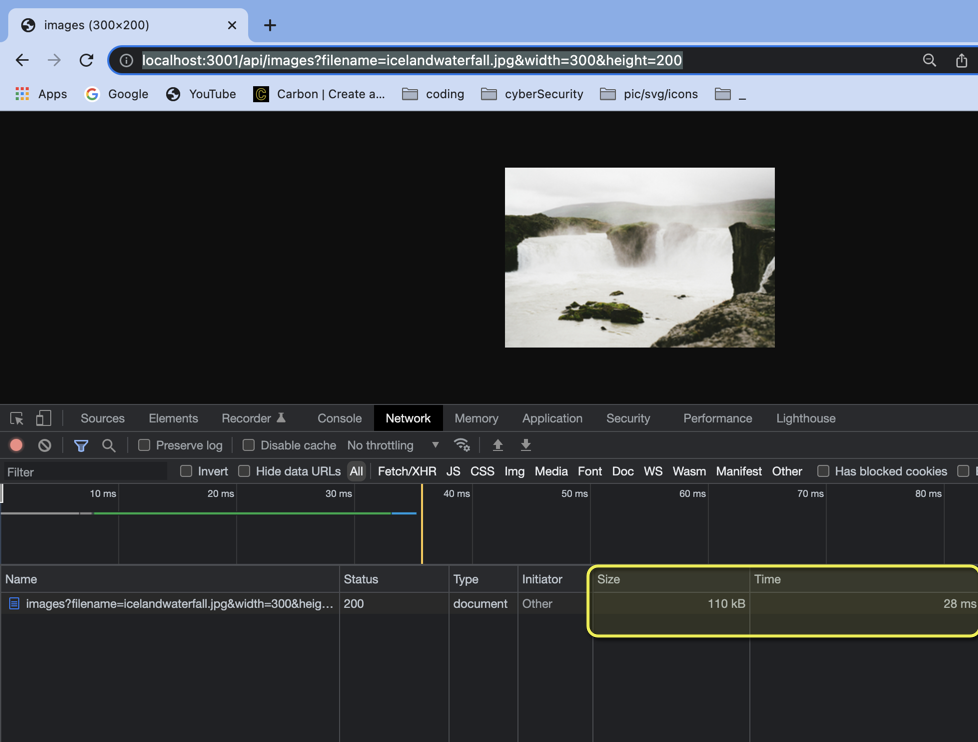 images (300×200)
localhost:3001/api/images?filename=icelandwaterfall.jpg&width=300&height=200
Apps Google YouTube Carbon | Create a... coding cyberSecurity pic/svg/icons _
Sources Elements Recorder Console Network Memory Application Security Performance Lighthouse
Preserve log Disable cache No throttling
Filter Invert Hide data URLs All Fetch/XHR JS CSS Img Media Font Doc WS Wasm Manifest Other Has blocked cookies
10 ms 20 ms 30 ms 40 ms 50 ms 60 ms 70 ms 80 ms
Name Status Type Initiator Size Time
images?filename=icelandwaterfall.jpg&width=300&heig... 200 document Other 110 kB 28 ms